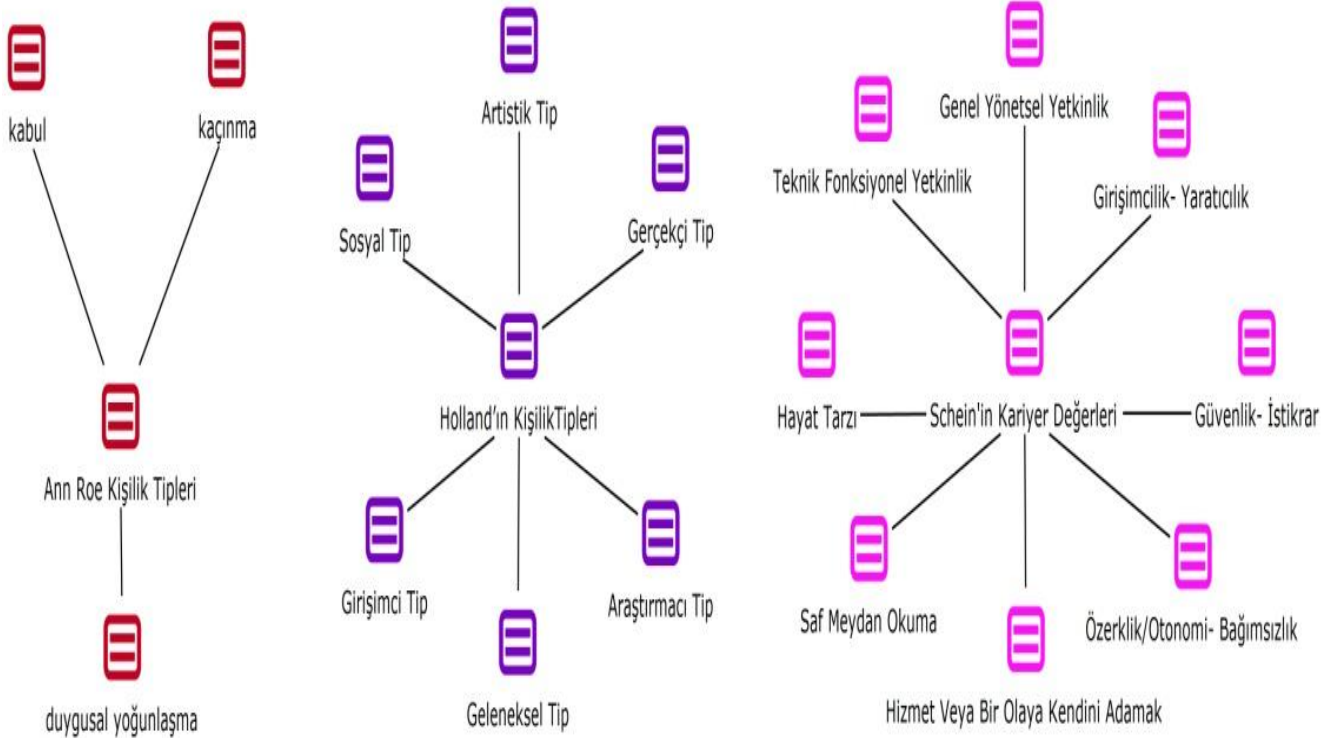 kabul
kaçınma
Ann Roe Kişilik Tipleri
duygusal yoğunlaşma
Artistik Tip
Sosyal Tip
Gerçekçi Tip
Holland’ın KişilikTipleri
Girişimci Tip
Araştırmacı Tip
Geleneksel Tip
Genel Yönetsel Yetkinlik
Teknik Fonksiyonel Yetkinlik
Girişimcilik- Yaratıcılık
Hayat Tarzı
Schein'in Kariyer Değerleri
Güvenlik- İstikrar
Saf Meydan Okuma
Özerklik/Otonomi- Bağımsızlık
Hizmet Veya Bir Olaya Kendini Adamak